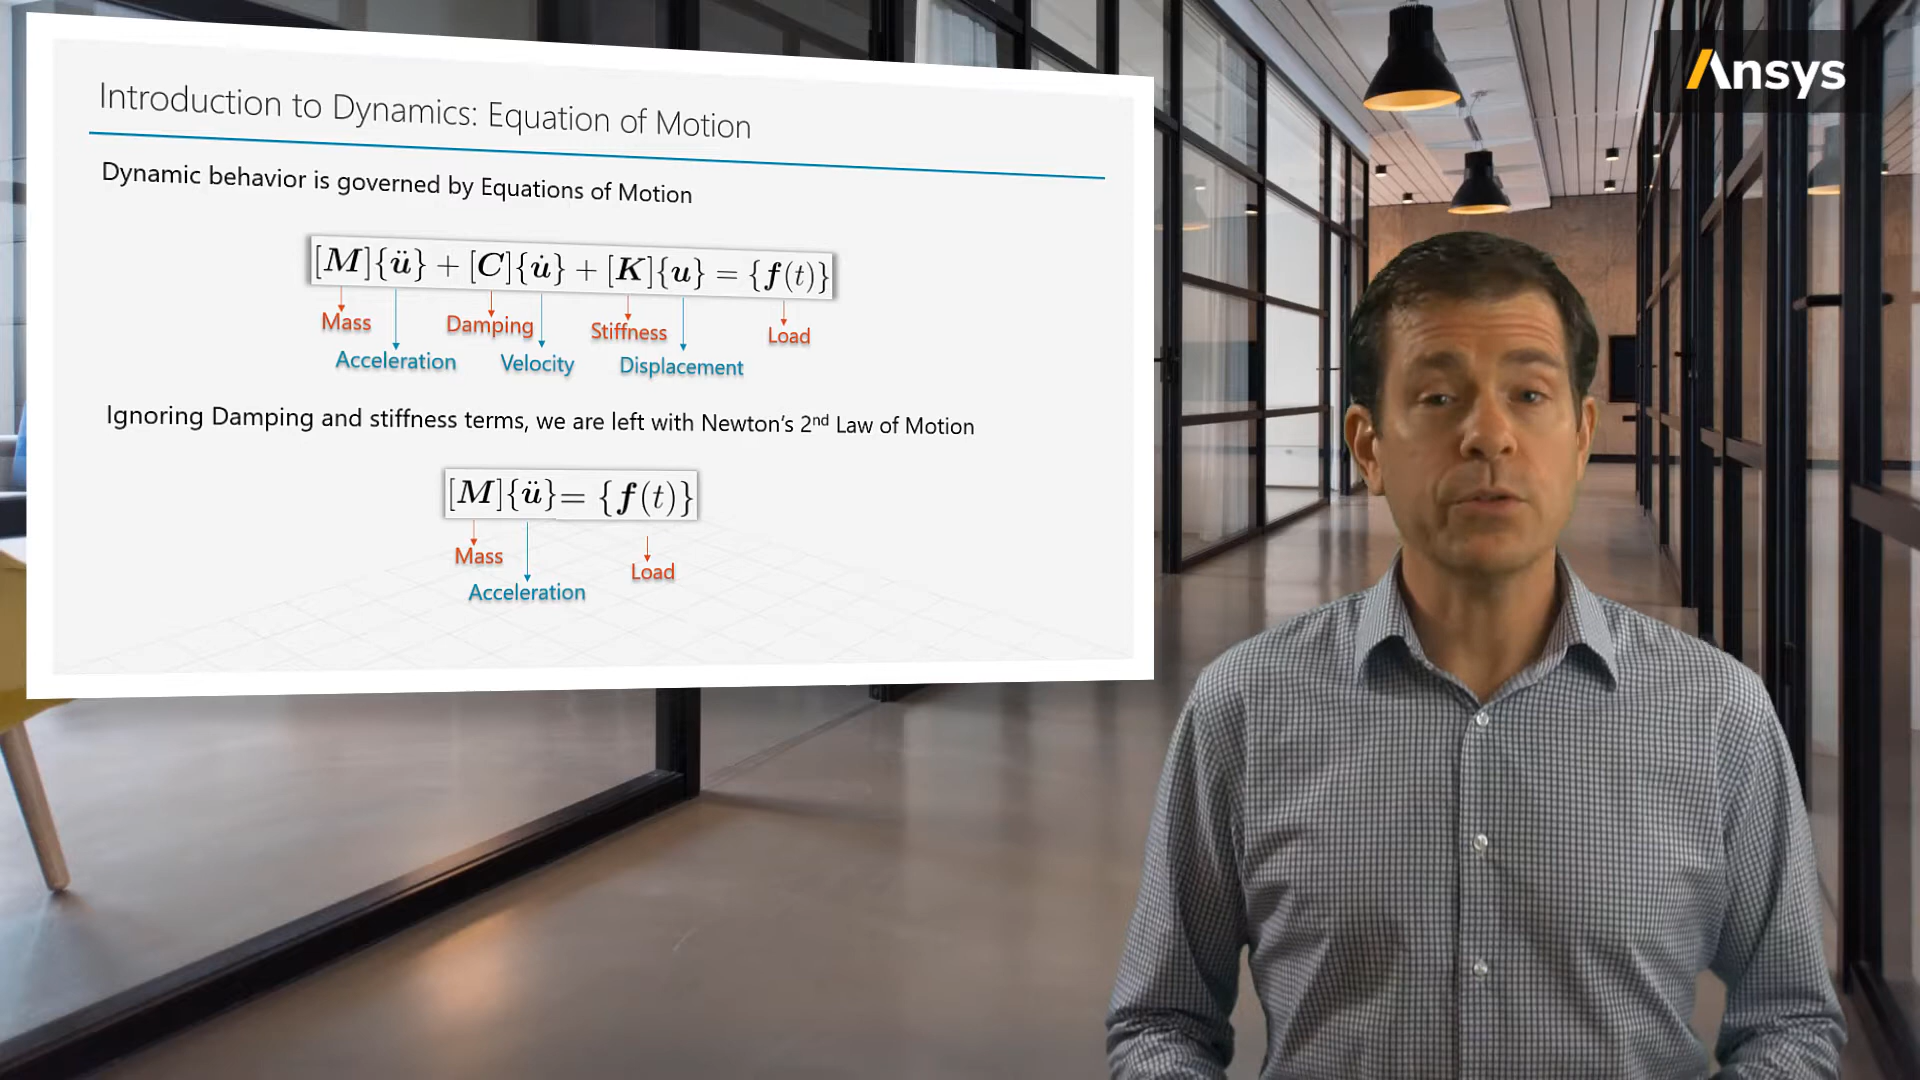 Ansys
Introduction to Dynamics: Equation of Motion
Dynamic behavior is governed by Equations of Motion
[M]{ü} + [C]{u̇} + [K]{u} = {f(t)}
Mass Damping Stiffness Load
Acceleration Velocity Displacement
Ignoring Damping and stiffness terms, we are left with Newton's 2nd Law of Motion
[M]{ü}= {f(t)}
Mass Load
Acceleration